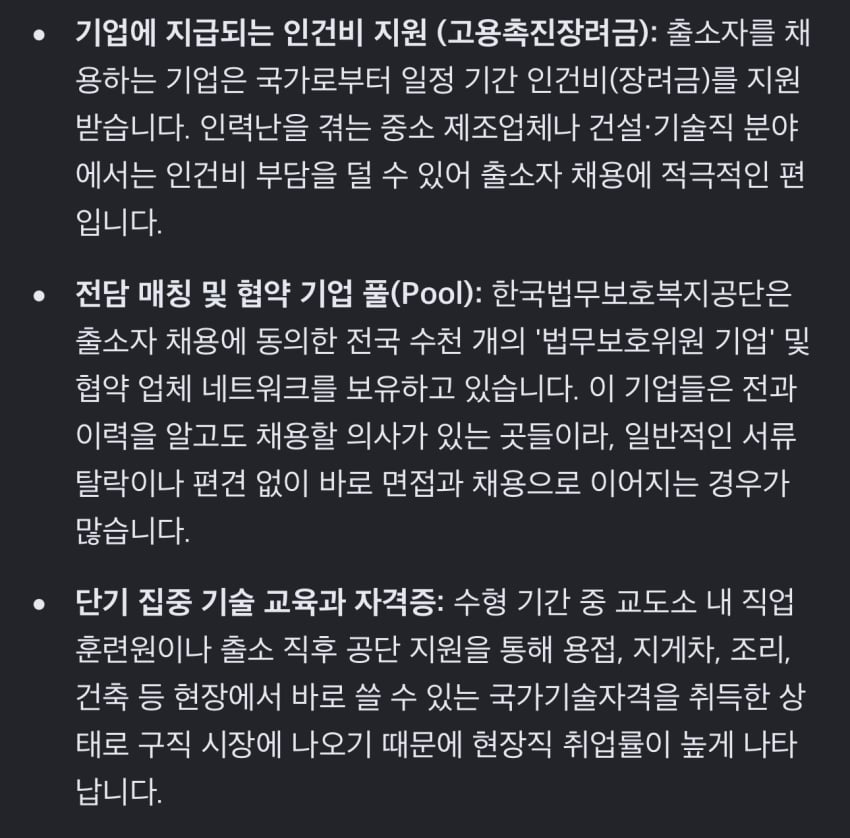 • 기업에 지급되는 인건비 지원 (고용촉진장려금): 출소자를 채
용하는 기업은 국가로부터 일정 기간 인건비(장려금)를 지원
받습니다. 인력난을 겪는 중소 제조업체나 건설·기술직 분야
에서는 인건비 부담을 덜 수 있어 출소자 채용에 적극적인 편
입니다.
• 전담 매칭 및 협약 기업 풀(Pool): 한국법무보호복지공단은
출소자 채용에 동의한 전국 수천 개의 '법무보호위원 기업' 및
협약 업체 네트워크를 보유하고 있습니다. 이 기업들은 전과
이력을 알고도 채용할 의사가 있는 곳들이라, 일반적인 서류
탈락이나 편견 없이 바로 면접과 채용으로 이어지는 경우가
많습니다.
• 단기 집중 기술 교육과 자격증: 수형 기간 중 교도소 내 직업
훈련원이나 출소 직후 공단 지원을 통해 용접, 지게차, 조리,
건축 등 현장에서 바로 쓸 수 있는 국가기술자격을 취득한 상
태로 구직 시장에 나오기 때문에 현장직 취업률이 높게 나타
납니다.